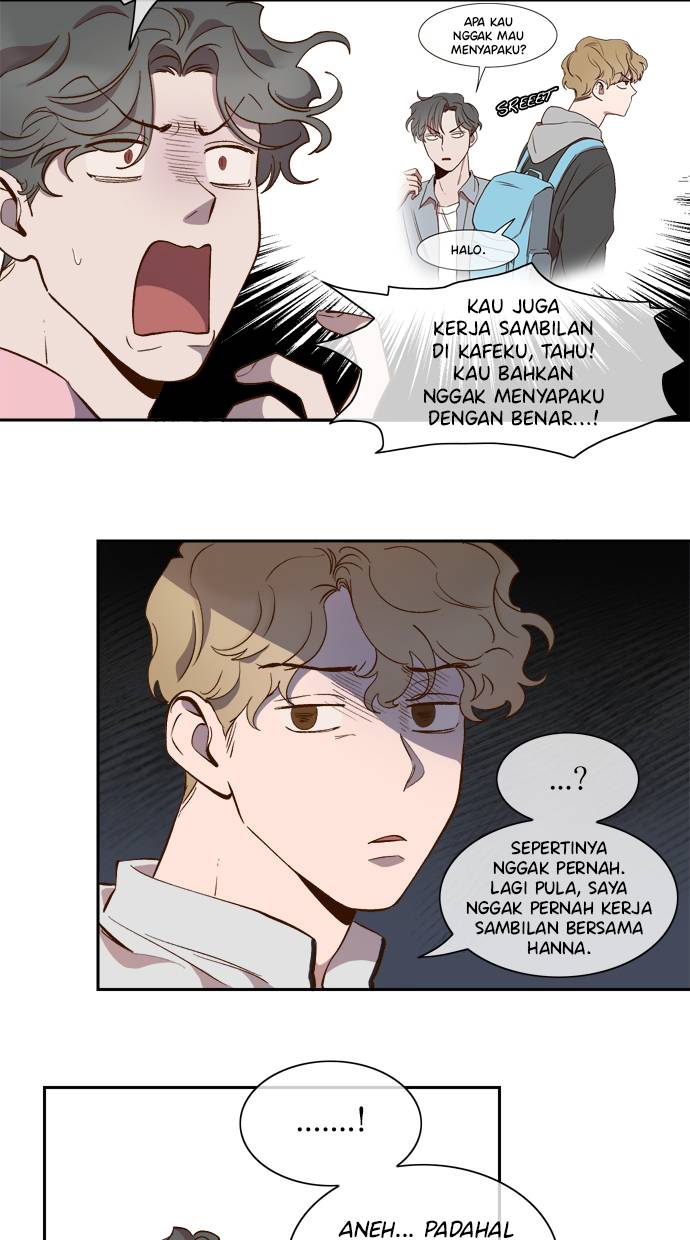 APA KAU
NGGAK MAU
MENYAPAKU?
SREEET
HALO.
KAU JUGA
KERJA SAMBILAN
DI KAFEKU, TAHU!
KAU BAHKAN
NGGAK MENYAPAKU
DENGAN BENAR...!
...?
SEPERTINYA
NGGAK PERNAH.
LAGI PULA, SAYA
NGGAK PERNAH KERJA
SAMBILAN BERSAMA
HANNA.
.......!
ANEH... PADAHAL